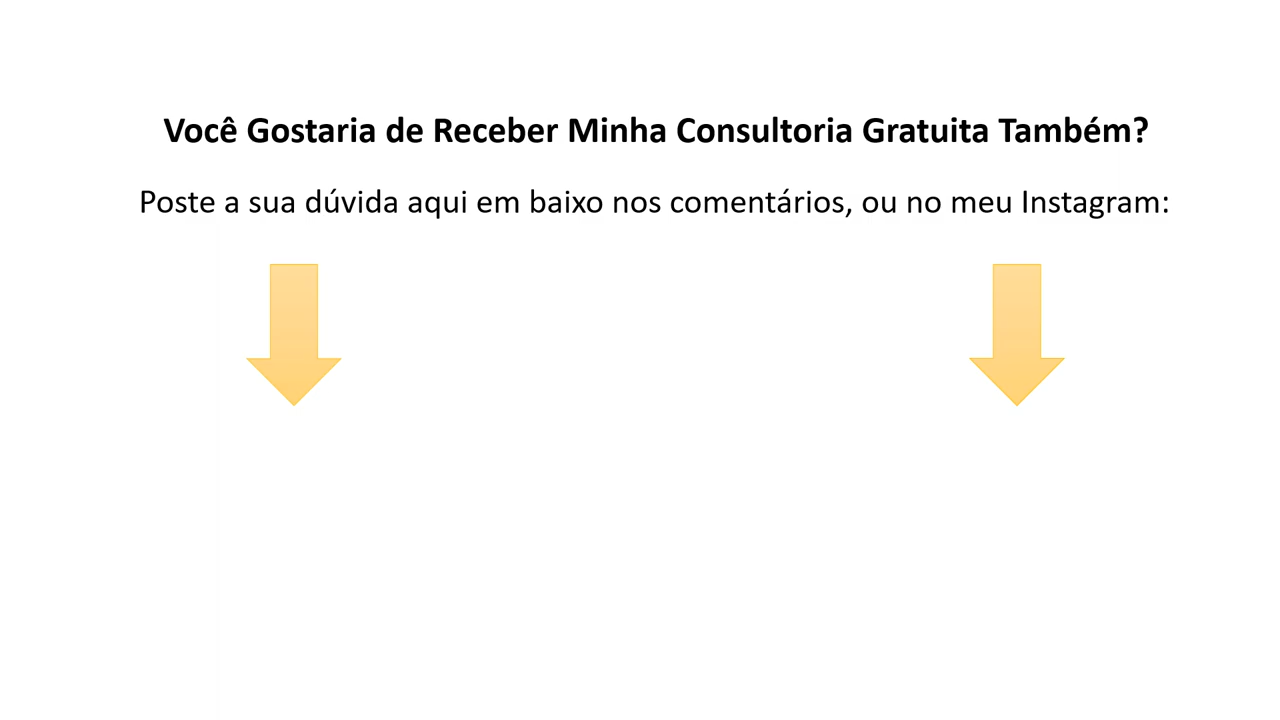 Você Gostaria de Receber Minha Consultoria Gratuita Também?
Poste a sua dúvida aqui em baixo nos comentários, ou no meu Instagram: